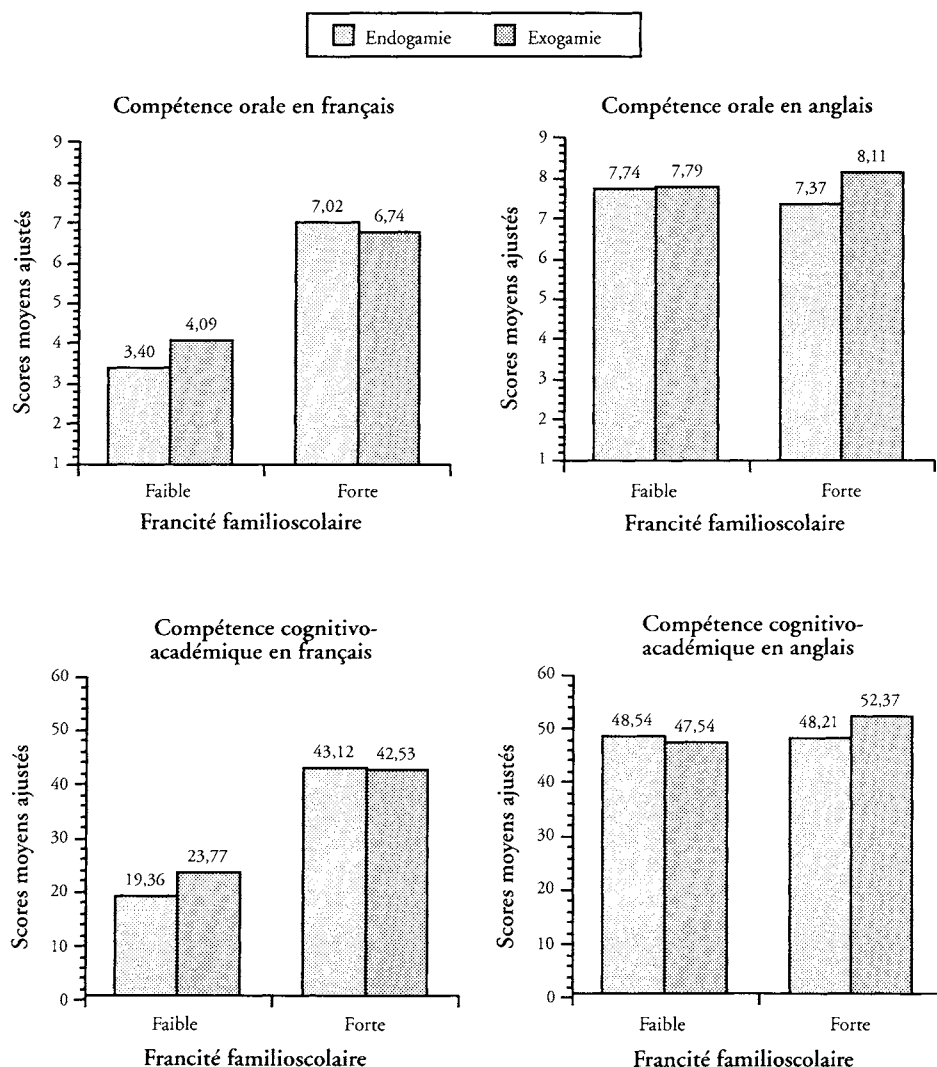 Endogamie Exogamie
Compétence orale en français
Scores moyens ajustés
9
8
7
6
5
4
3
2
1
3,40
4,09
7,02
6,74
Faible Forte
Francité familioscolaire
Compétence orale en anglais
Scores moyens ajustés
9
8
7
6
5
4
3
2
1
7,74
7,79
7,37
8,11
Faible Forte
Francité familioscolaire
Compétence cognitivo-
académique en français
Scores moyens ajustés
60
50
40
30
20
10
0
19,36
23,77
43,12
42,53
Faible Forte
Francité familioscolaire
Compétence cognitivo-
académique en anglais
Scores moyens ajustés
60
50
40
30
20
10
0
48,54
47,54
48,21
52,37
Faible Forte
Francité familioscolaire